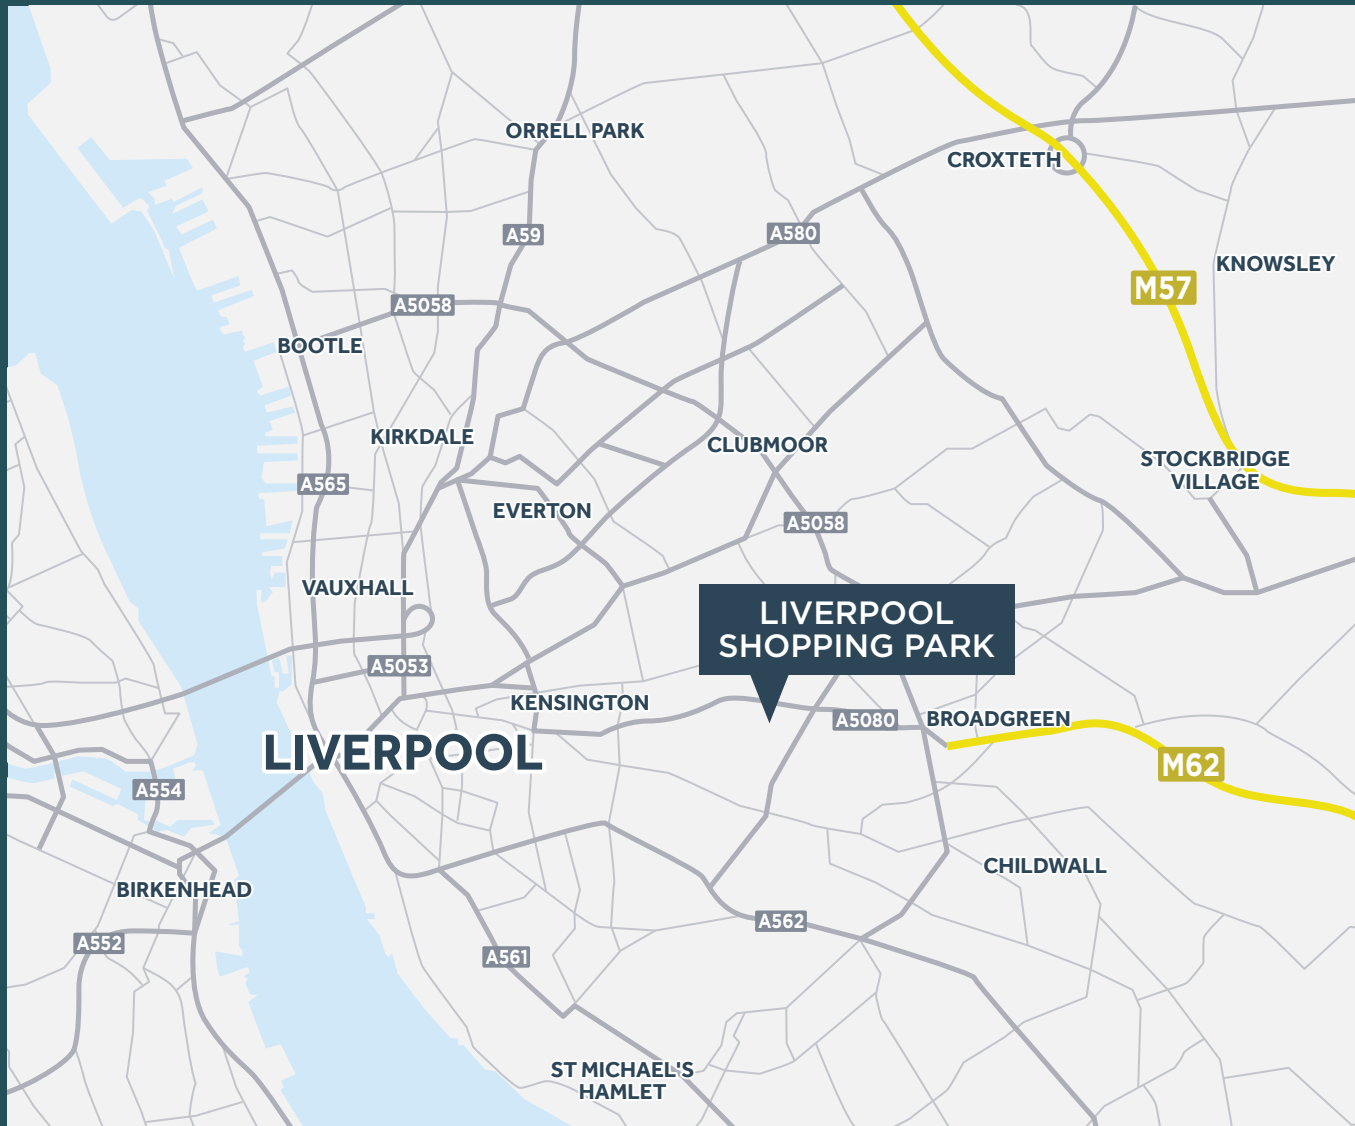 ORRELL PARK
CROXTETH
A59
A580
KNOWSLEY
M57
A5058
BOOTLE
KIRKDALE
CLUBMOOR
STOCKBRIDGE
VILLAGE
A565
EVERTON
A5058
VAUXHALL
LIVERPOOL
SHOPPING PARK
A5053
KENSINGTON
A5080
BROADGREEN
LIVERPOOL
M62
A554
CHILDWALL
BIRKENHEAD
A562
A552
A561
ST MICHAEL'S
HAMLET